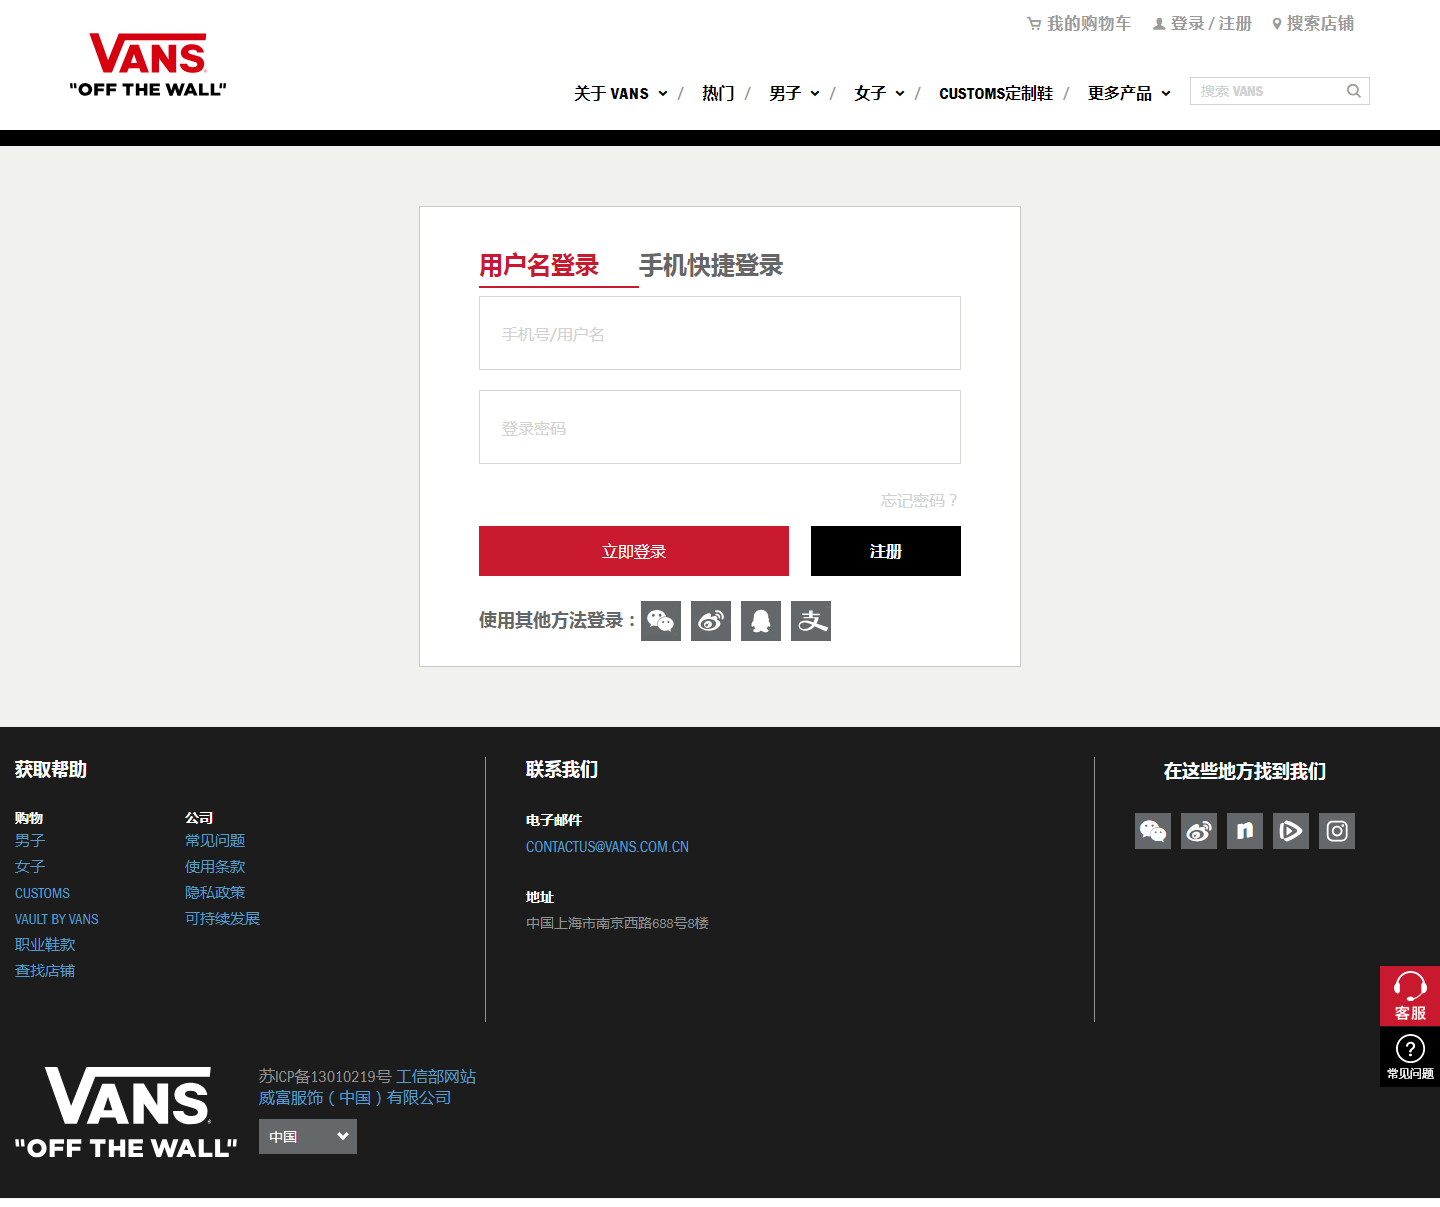 我的购物车 登录 / 注册 搜索店铺
VANS
"OFF THE WALL"
关于 VANS / 热门 / 男子 / 女子 / CUSTOMS定制鞋 / 更多产品 搜索 VANS
用户名登录 手机快捷登录
手机号/用户名
登录密码
忘记密码？
立即登录 注册
使用其他方法登录：
获取帮助
购物
男子
女子
CUSTOMS
VAULT BY VANS
职业鞋款
查找店铺
公司
常见问题
使用条款
隐私政策
可持续发展
联系我们
电子邮件
CONTACTUS@VANS.COM.CN
地址
中国上海市南京西路688号8楼
在这些地方找到我们
客服
常见问题
VANS
"OFF THE WALL"
苏ICP备13010219号 工信部网站
威富服饰（中国）有限公司
中国